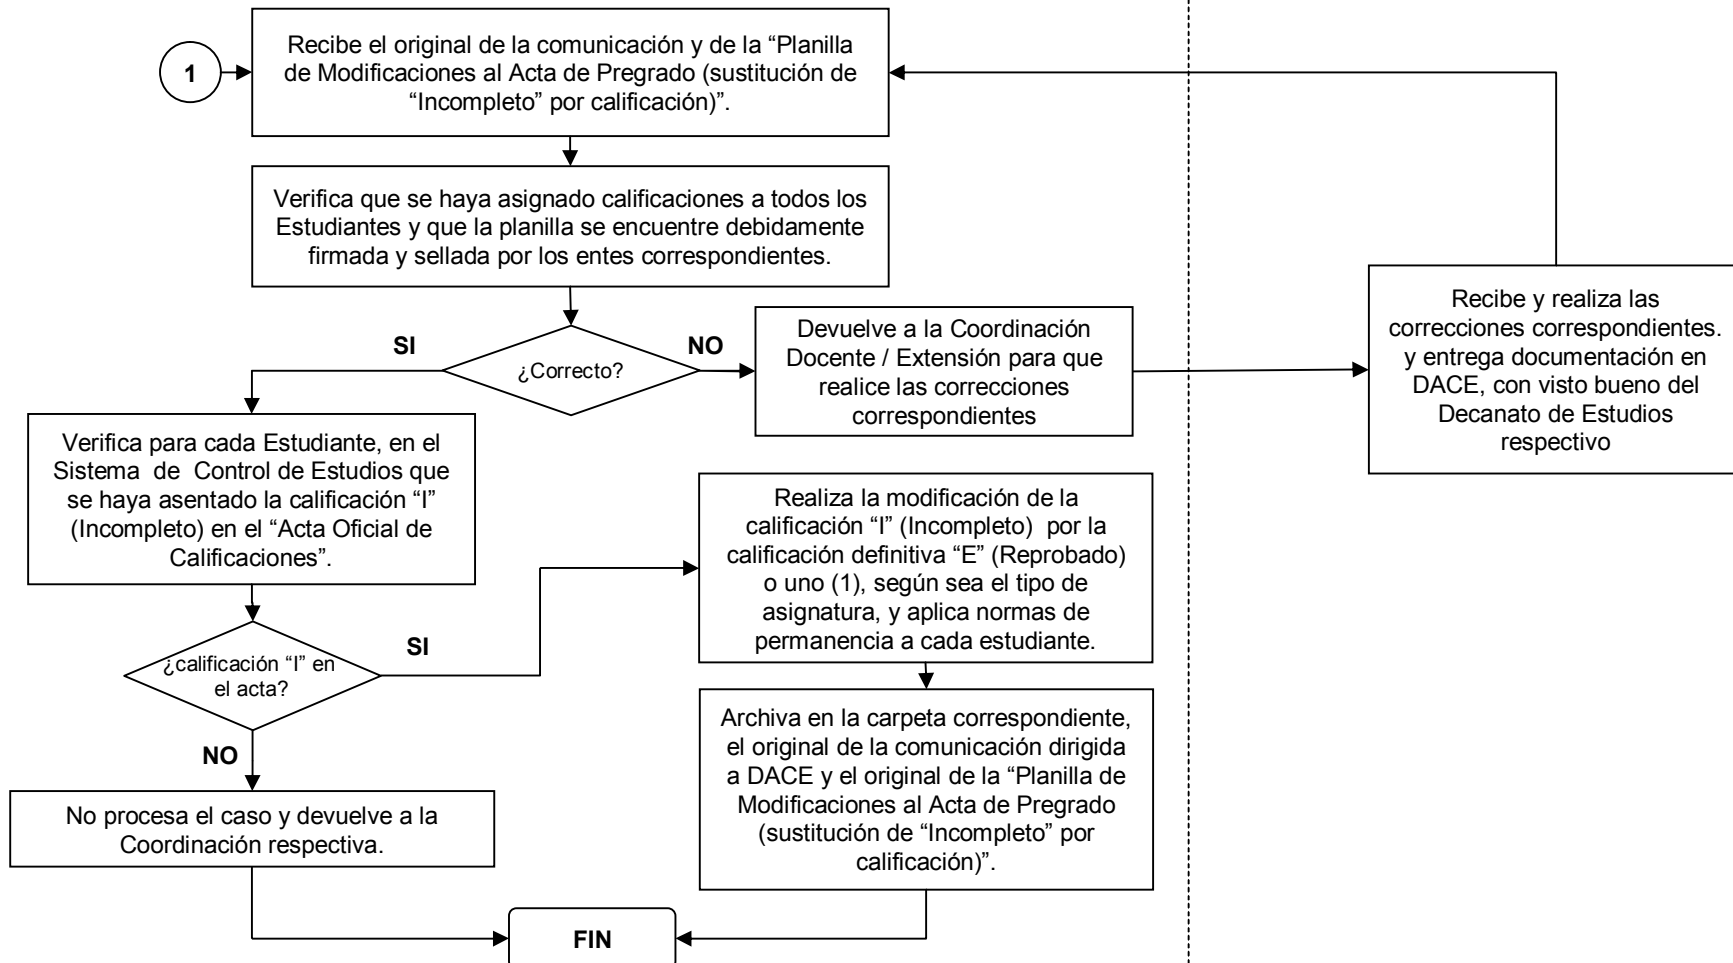 1
Recibe el original de la comunicación y de la “Planilla
de Modificaciones al Acta de Pregrado (sustitución de
“Incompleto” por calificación)”.
Verifica que se haya asignado calificaciones a todos los
Estudiantes y que la planilla se encuentre debidamente
firmada y sellada por los entes correspondientes.
SI
¿Correcto?
NO
Devuelve a la Coordinación
Docente / Extensión para que
realice las correcciones
correspondientes
Recibe y realiza las
correcciones correspondientes.
y entrega documentación en
DACE, con visto bueno del
Decanato de Estudios
respectivo
Verifica para cada Estudiante, en el
Sistema de Control de Estudios que
se haya asentado la calificación “I”
(Incompleto) en el “Acta Oficial de
Calificaciones”.
Realiza la modificación de la
calificación “I” (Incompleto) por la
calificación definitiva “E” (Reprobado)
o uno (1), según sea el tipo de
asignatura, y aplica normas de
permanencia a cada estudiante.
¿calificación “I” en
el acta?
SI
NO
Archiva en la carpeta correspondiente,
el original de la comunicación dirigida
a DACE y el original de la “Planilla de
Modificaciones al Acta de Pregrado
(sustitución de “Incompleto” por
calificación)”.
No procesa el caso y devuelve a la
Coordinación respectiva.
FIN